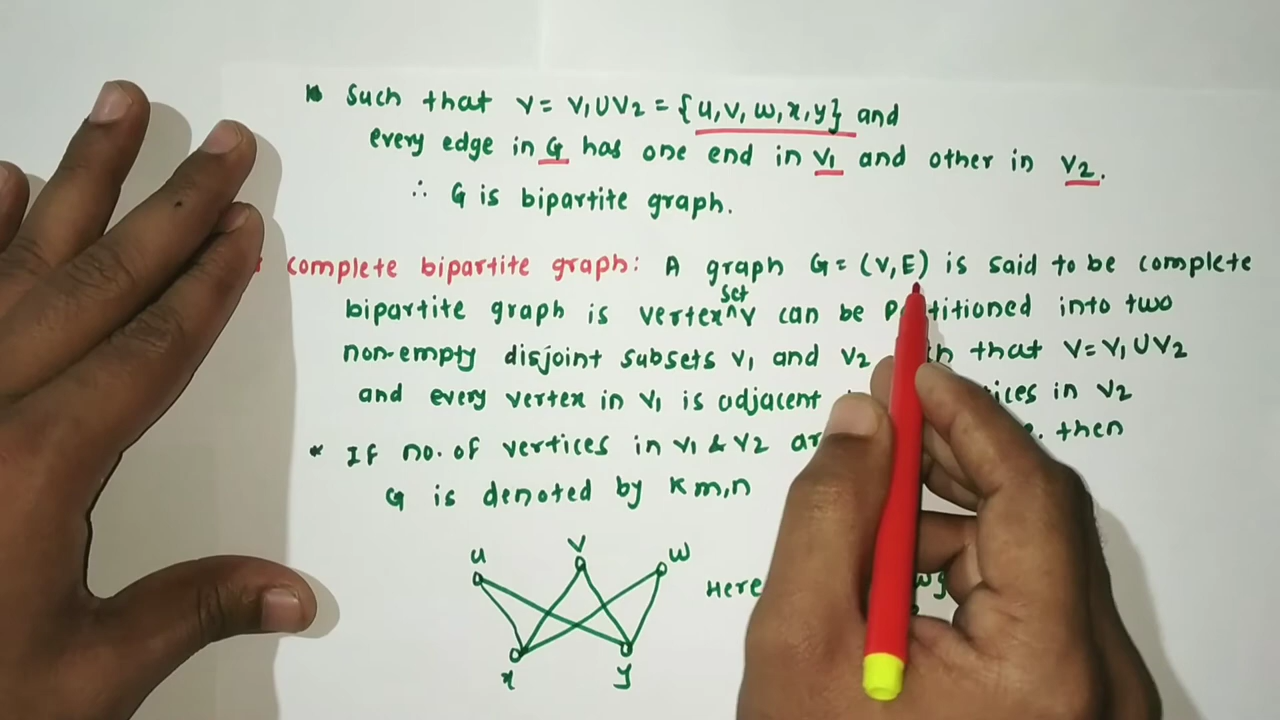 Such that V = V1 U V2 = {u, v, w, x, y} and
every edge in G has one end in V1 and other in V2.
∴ G is bipartite graph.
complete bipartite graph: A graph G = (V, E) is said to be complete
set
bipartite graph is vertex ^ V can be partitioned into two
non-empty disjoint subsets V1 and V2 that V = V1 U V2
and every vertex in V1 is adjacent in V2
* If no. of vertices in V1 & V2 then
G is denoted by Km,n
u v w
Here
x y